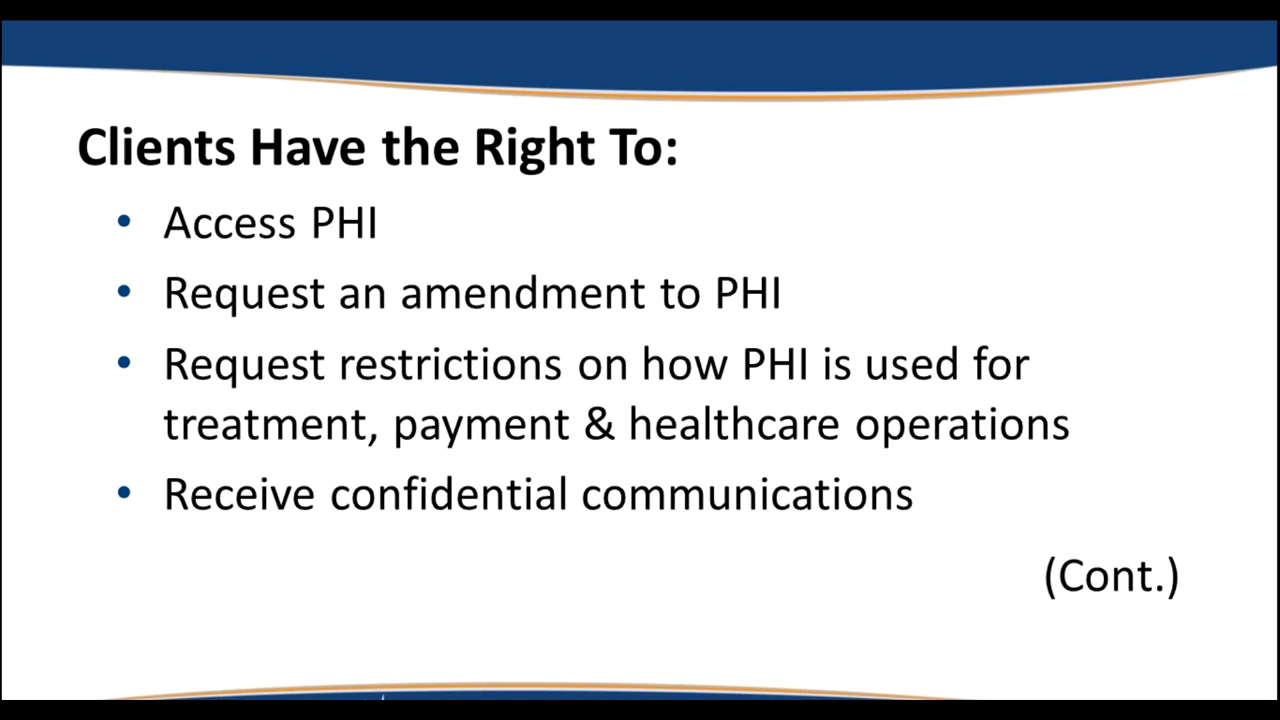 Clients Have the Right To:
• Access PHI
• Request an amendment to PHI
• Request restrictions on how PHI is used for
treatment, payment & healthcare operations
• Receive confidential communications
(Cont.)